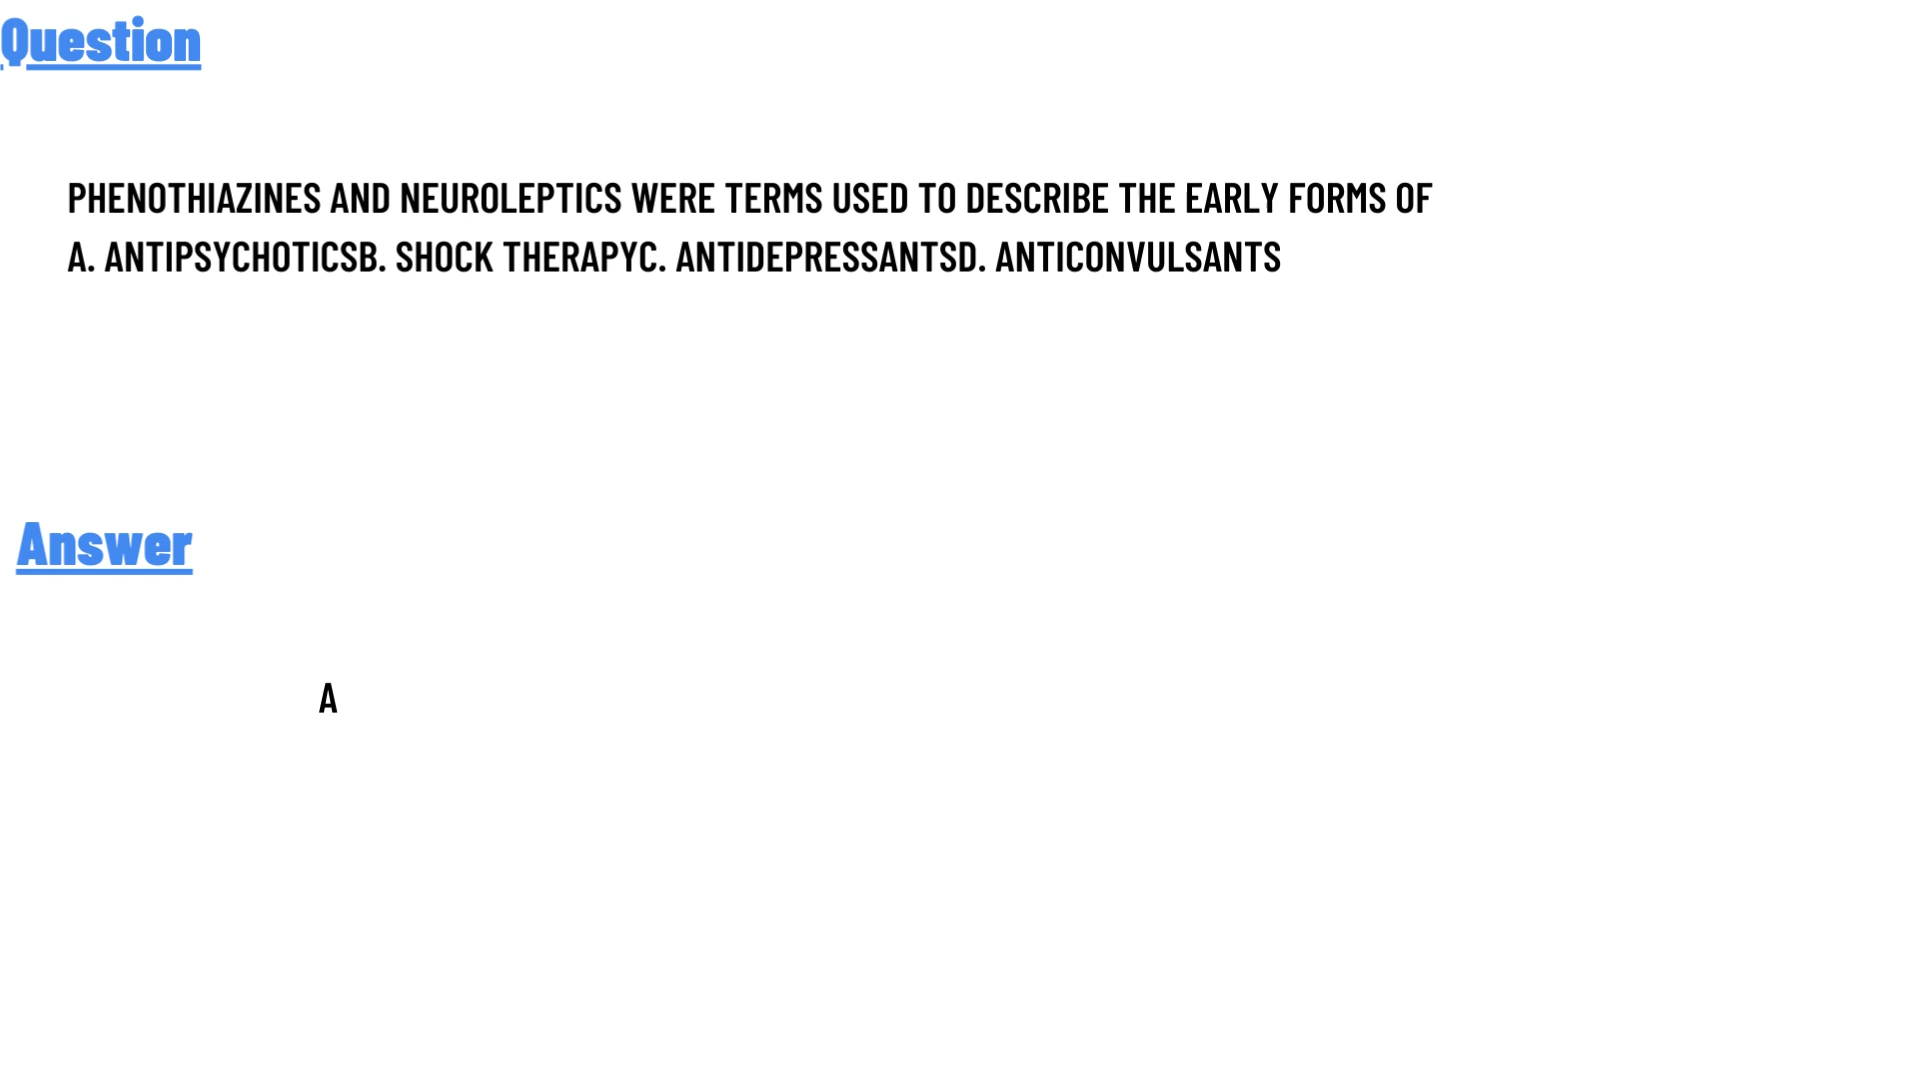 Question
PHENOTHIAZINES AND NEUROLEPTICS WERE TERMS USED TO DESCRIBE THE EARLY FORMS OF
A. ANTIPSYCHOTICSB. SHOCK THERAPYC. ANTIDEPRESSANTSD. ANTICONVULSANTS
Answer
A